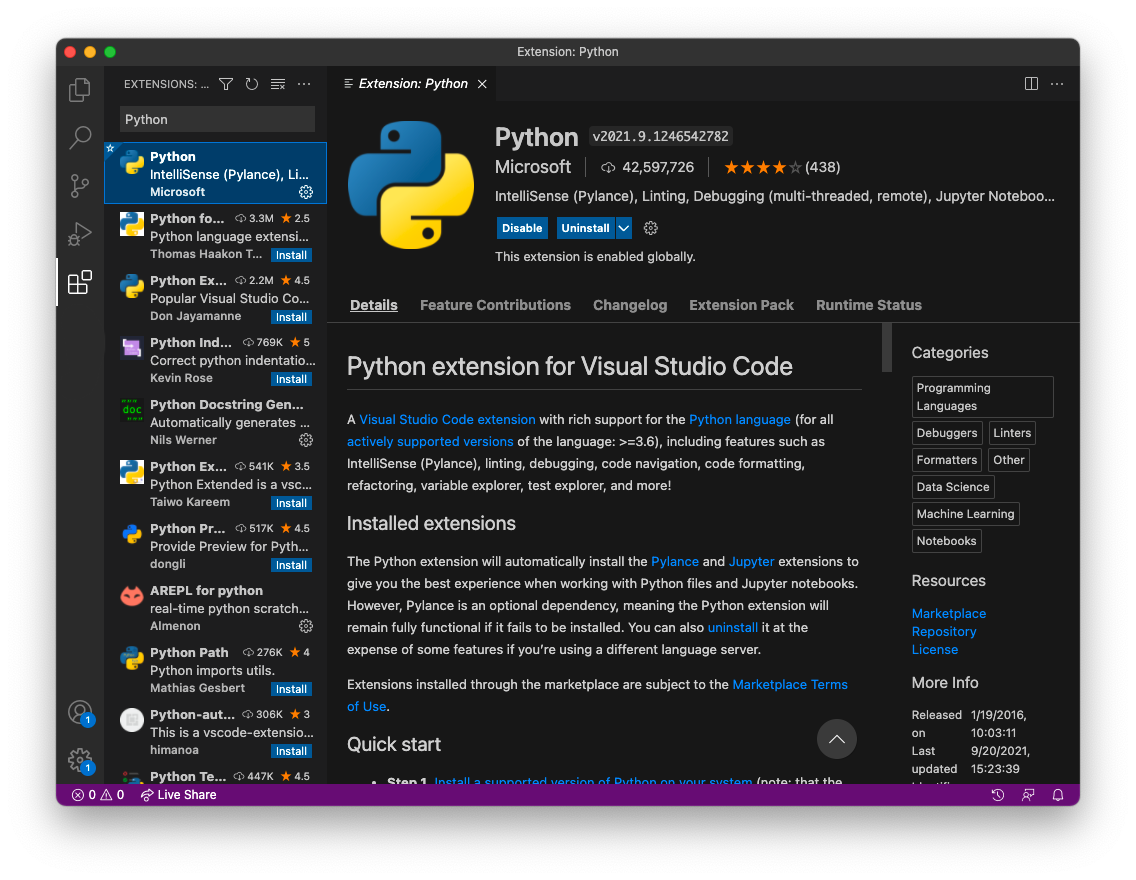 Extension: Python
EXTENSIONS: ...
Python
Python
IntelliSense (Pylance), Li...
Microsoft
Python fo... 3.3M 2.5
Python language extensi...
Thomas Haakon T... Install
Python Ex... 2.2M 4.5
Popular Visual Studio Co...
Don Jayamanne Install
Python Ind... 769K 5
Correct python indentatio...
Kevin Rose Install
doc
Python Docstring Gen...
Automatically generates ...
Nils Werner
Python Ex... 541K 3.5
Python Extended is a vsc...
Taiwo Kareem Install
Python Pr... 517K 4.5
Provide Preview for Pyth...
dongli Install
AREPL for python
real-time python scratch...
Almenon
Python Path 276K 4
Python imports utils.
Mathias Gesbert Install
Python-aut... 306K 3
This is a vscode-extensio...
himanoa Install
Python Te... 447K 4.5
1
1
Extension: Python
Python v2021.9.1246542782
Microsoft 42,597,726 (438)
IntelliSense (Pylance), Linting, Debugging (multi-threaded, remote), Jupyter Noteboo...
Disable Uninstall
This extension is enabled globally.
Details Feature Contributions Changelog Extension Pack Runtime Status
Python extension for Visual Studio Code
A Visual Studio Code extension with rich support for the Python language (for all
actively supported versions of the language: >=3.6), including features such as
IntelliSense (Pylance), linting, debugging, code navigation, code formatting,
refactoring, variable explorer, test explorer, and more!
Installed extensions
The Python extension will automatically install the Pylance and Jupyter extensions to
give you the best experience when working with Python files and Jupyter notebooks.
However, Pylance is an optional dependency, meaning the Python extension will
remain fully functional if it fails to be installed. You can also uninstall it at the
expense of some features if you’re using a different language server.
Extensions installed through the marketplace are subject to the Marketplace Terms
of Use.
Quick start
• Step 1. Install a supported version of Python on your system (note: that the
Categories
Programming
Languages
Debuggers Linters
Formatters Other
Data Science
Machine Learning
Notebooks
Resources
Marketplace
Repository
License
More Info
Released 1/19/2016,
on 10:03:11
Last 9/20/2021,
updated 15:23:39
0 0 Live Share